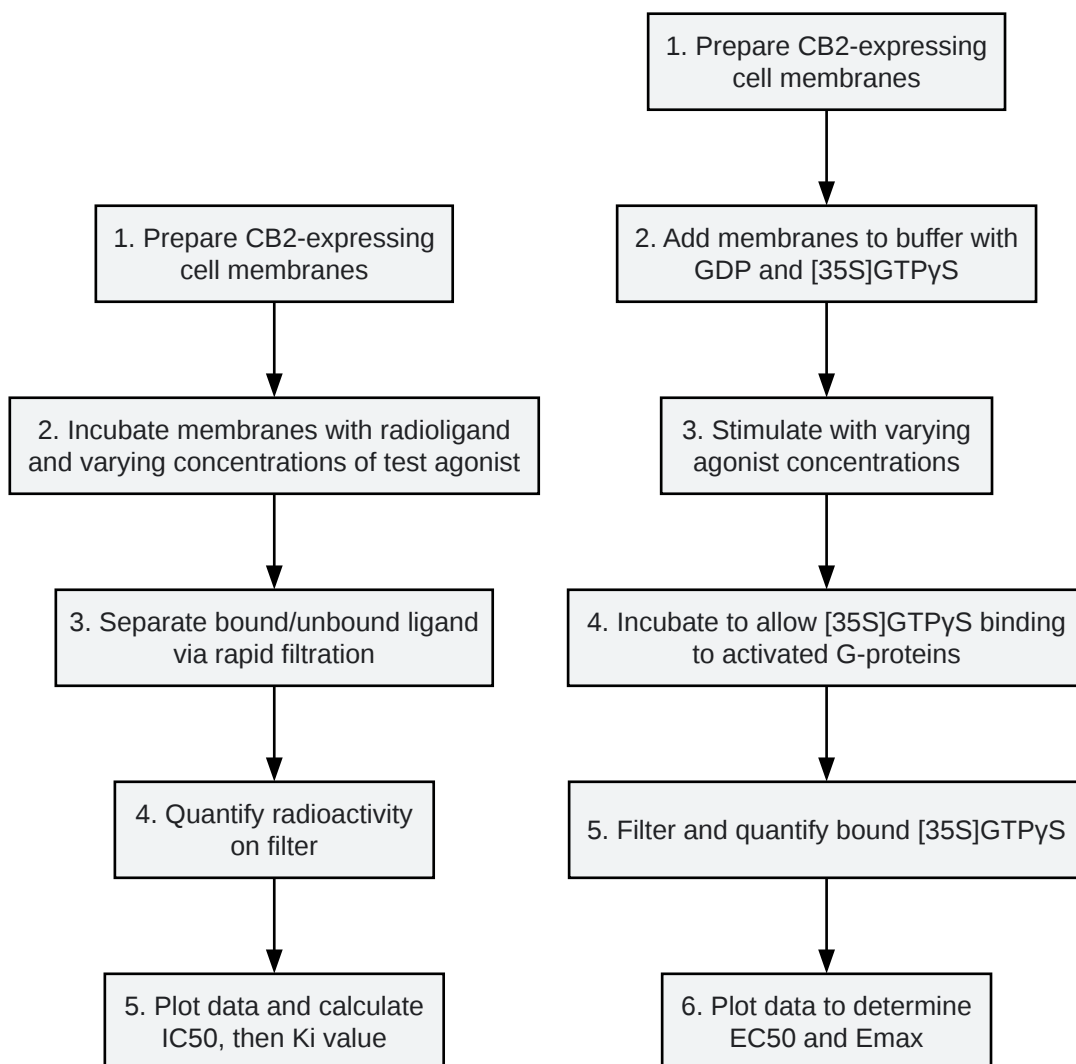 1. Prepare CB2-expressing
cell membranes
2. Incubate membranes with radioligand
and varying concentrations of test agonist
3. Separate bound/unbound ligand
via rapid filtration
4. Quantify radioactivity
on filter
5. Plot data and calculate
IC50, then Ki value
1. Prepare CB2-expressing
cell membranes
2. Add membranes to buffer with
GDP and [35S]GTPγS
3. Stimulate with varying
agonist concentrations
4. Incubate to allow [35S]GTPγS binding
to activated G-proteins
5. Filter and quantify bound [35S]GTPγS
6. Plot data to determine
EC50 and Emax